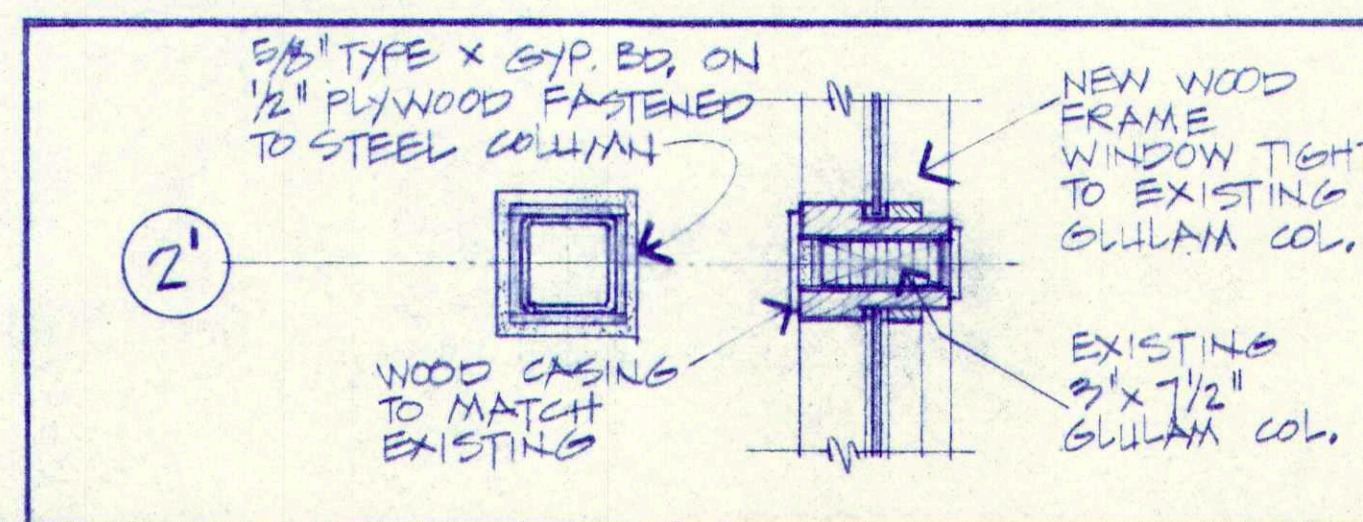 5/8" TYPE X GYP. BD. ON
1/2" PLYWOOD FASTENED
TO STEEL COLUMN
NEW WOOD
FRAME
WINDOW TIGHT
TO EXISTING
GLULAM COL.
2'
WOOD CASING
TO MATCH
EXISTING
EXISTING
3" x 7 1/2"
GLULAM COL.